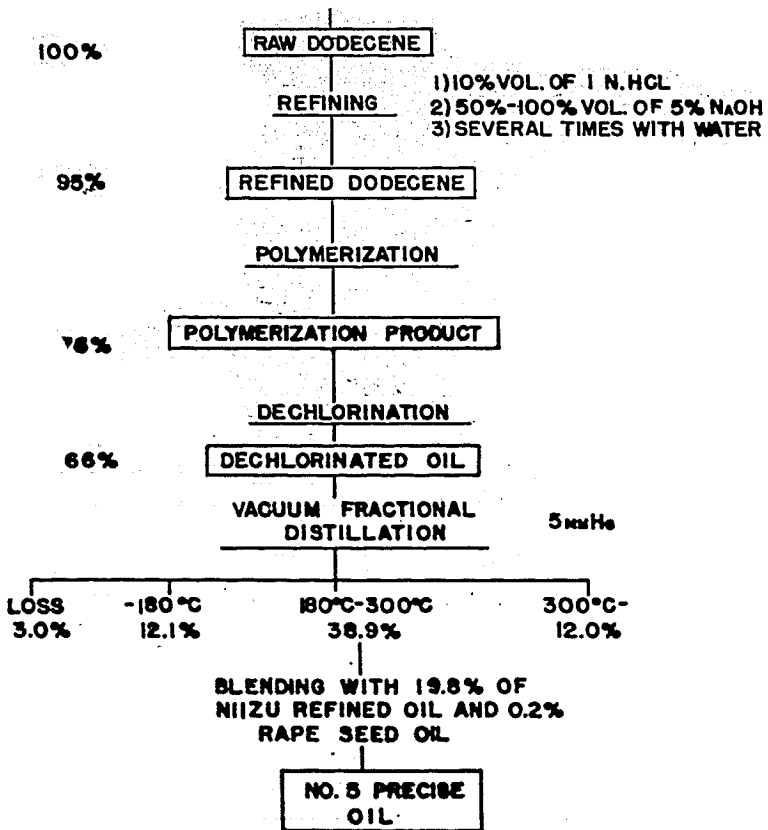 100%
RAW DODECENE
REFINING
1) 10% VOL. OF 1 N. HCL
2) 50%-100% VOL. OF 5% NAOH
3) SEVERAL TIMES WITH WATER
95%
REFINED DODECENE
POLYMERIZATION
POLYMERIZATION PRODUCT
DECHLORINATION
66%
DECHLORINATED OIL
VACUUM FRACTIONAL
DISTILLATION
5 MMHG
LOSS -180°C 180°C-300°C 300°C-
3.0% 12.1% 38.9% 12.0%
BLENDING WITH 19.8% OF
NIIZU REFINED OIL AND 0.2%
RAPE SEED OIL
NO. 5 PRECISE
OIL